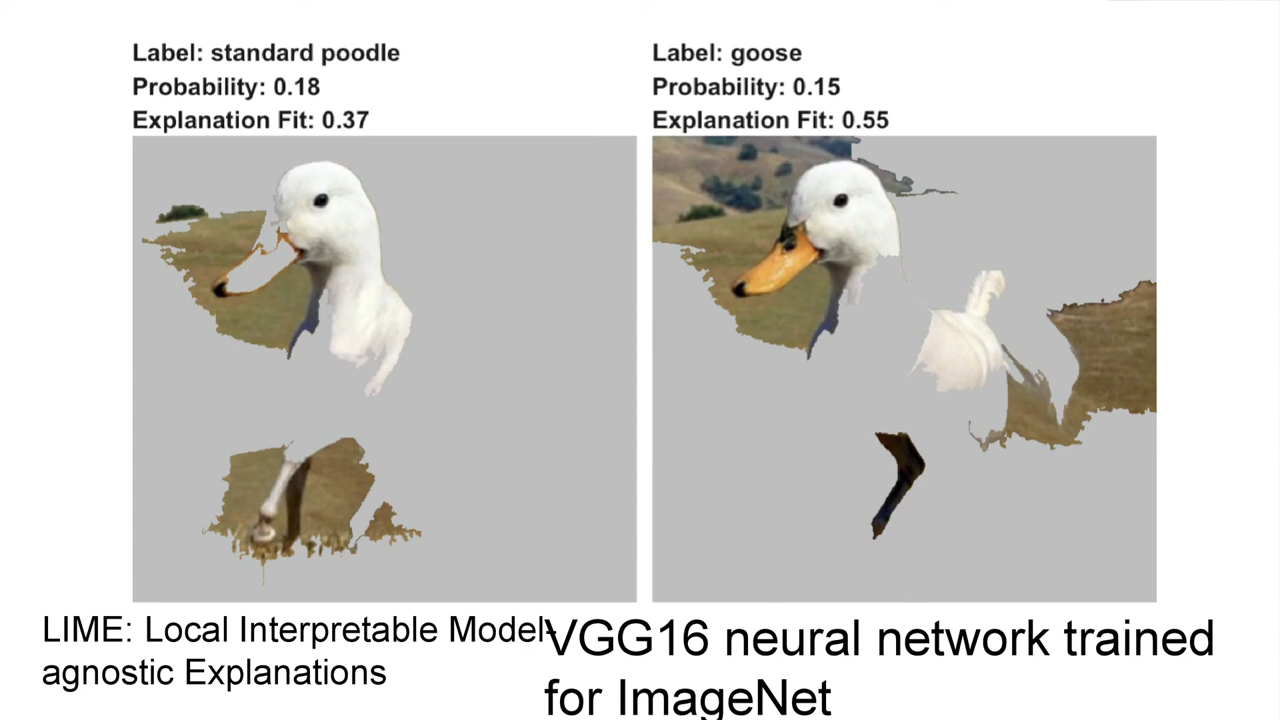 Label: standard poodle
Probability: 0.18
Explanation Fit: 0.37
Label: goose
Probability: 0.15
Explanation Fit: 0.55
LIME: Local Interpretable Model-
agnostic Explanations
VGG16 neural network trained
for ImageNet